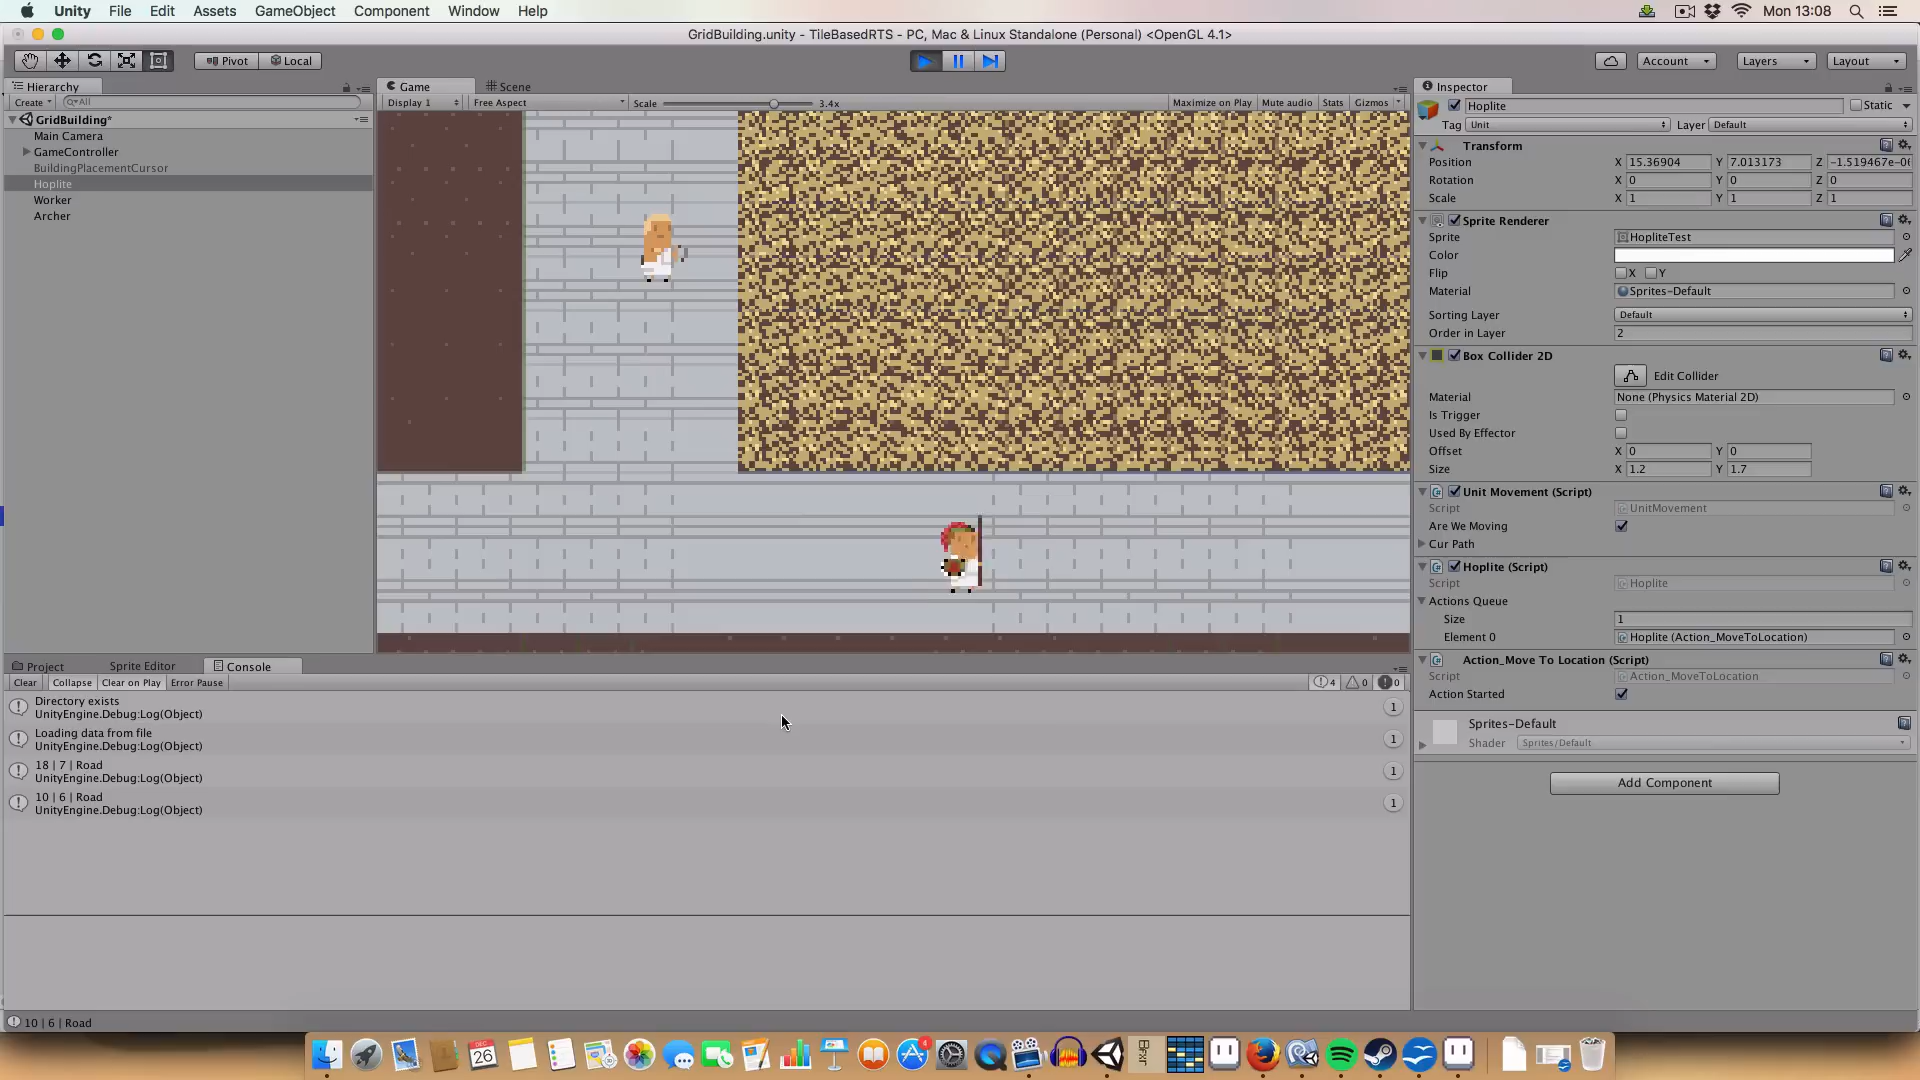 Unity File Edit Assets GameObject Component Window Help
Mon 13:08
GridBuilding.unity - TileBasedRTS - PC, Mac & Linux Standalone (Personal) <OpenGL 4.1>
Pivot Local
Account Layers Layout
Hierarchy
Create All
GridBuilding*
Main Camera
GameController
BuildingPlacementCursor
Hoplite
Worker
Archer
Game Scene
Display 1 Free Aspect Scale 3.4x Maximize on Play Mute audio Stats Gizmos
Inspector
Hoplite Static
Tag Unit Layer Default
Transform
Position X 15.36904 Y 7.013173 Z -1.519467e-0
Rotation X 0 Y 0 Z 0
Scale X 1 Y 1 Z 1
Sprite Renderer
Sprite HopliteTest
Color
Flip X Y
Material Sprites-Default
Sorting Layer Default
Order in Layer 2
Box Collider 2D
Edit Collider
Material None (Physics Material 2D)
Is Trigger
Used By Effector
Offset X 0 Y 0
Size X 1.2 Y 1.7
Unit Movement (Script)
Script UnitMovement
Are We Moving
Cur Path
Hoplite (Script)
Script Hoplite
Actions Queue
Size 1
Element 0 Hoplite (Action_MoveToLocation)
Action_Move To Location (Script)
Script Action_MoveToLocation
Action Started
Sprites-Default
Shader Sprites/Default
Add Component
Project Sprite Editor Console
Clear Collapse Clear on Play Error Pause 4 0 0
Directory exists
UnityEngine.Debug:Log(Object) 1
Loading data from file
UnityEngine.Debug:Log(Object) 1
18 | 7 | Road
UnityEngine.Debug:Log(Object) 1
10 | 6 | Road
UnityEngine.Debug:Log(Object) 1
10 | 6 | Road
DEC
26
4
Bfxr